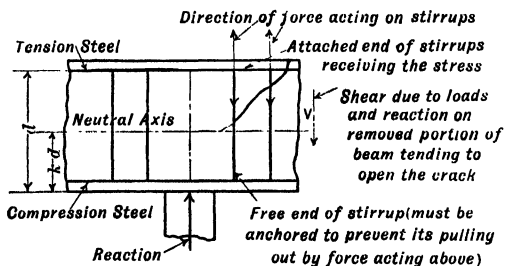 Direction of force acting on stirrups
Tension Steel
Attached end of stirrups
receiving the stress
Neutral Axis
Shear due to loads
and reaction on
removed portion of
beam tending to
open the crack
V
l
k d
Compression Steel
Free end of stirrup (must be
anchored to prevent its pulling
out by force acting above)
Reaction